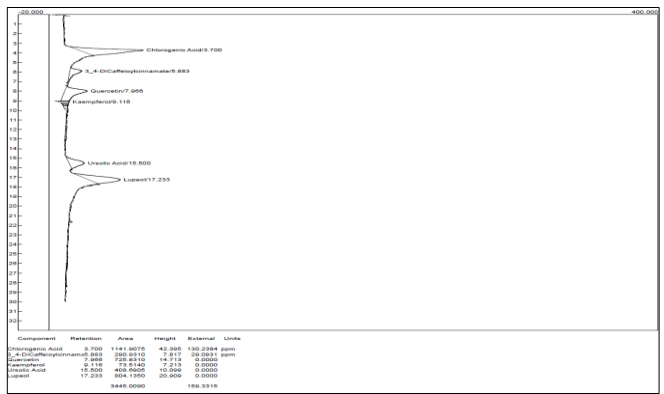 -20.000 400.000
1
2
3
4
5
6
7
8
9
10
11
12
13
14
15
16
17
18
19
20
21
22
23
24
25
26
27
28
29
30
31
32
Chlorogenic Acid/3.700
3_4-DiCaffeoylcinnamate/5.883
Quercetin/7.966
Kaempferol/9.116
Ursolic Acid/15.500
Lupeol/17.233
Component Retention Area Height External Units
Chlorogenic Acid 3.700 1141.9075 42.395 130.2384 ppm
3_4-DiCaffeoylcinnama 5.883 290.9310 7.817 29.0931 ppm
Quercetin 7.966 725.8310 14.713 0.0000
Kaempferol 9.116 73.5140 7.213 0.0000
Ursolic Acid 15.500 408.6905 10.099 0.0000
Lupeol 17.233 804.1350 20.909 0.0000
3445.0090 159.3315